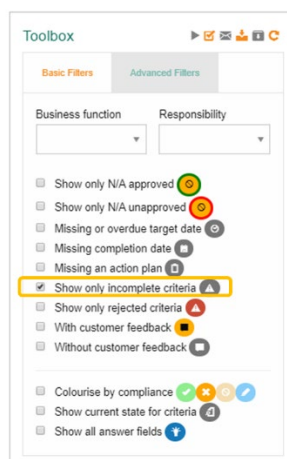 Toolbox
Basic Filters
Advanced Filters
Business function
Responsibility
Show only N/A approved
Show only N/A unapproved
Missing or overdue target date
Missing completion date
Missing an action plan
Show only incomplete criteria
Show only rejected criteria
With customer feedback
Without customer feedback
Colourise by compliance
Show current state for criteria
Show all answer fields